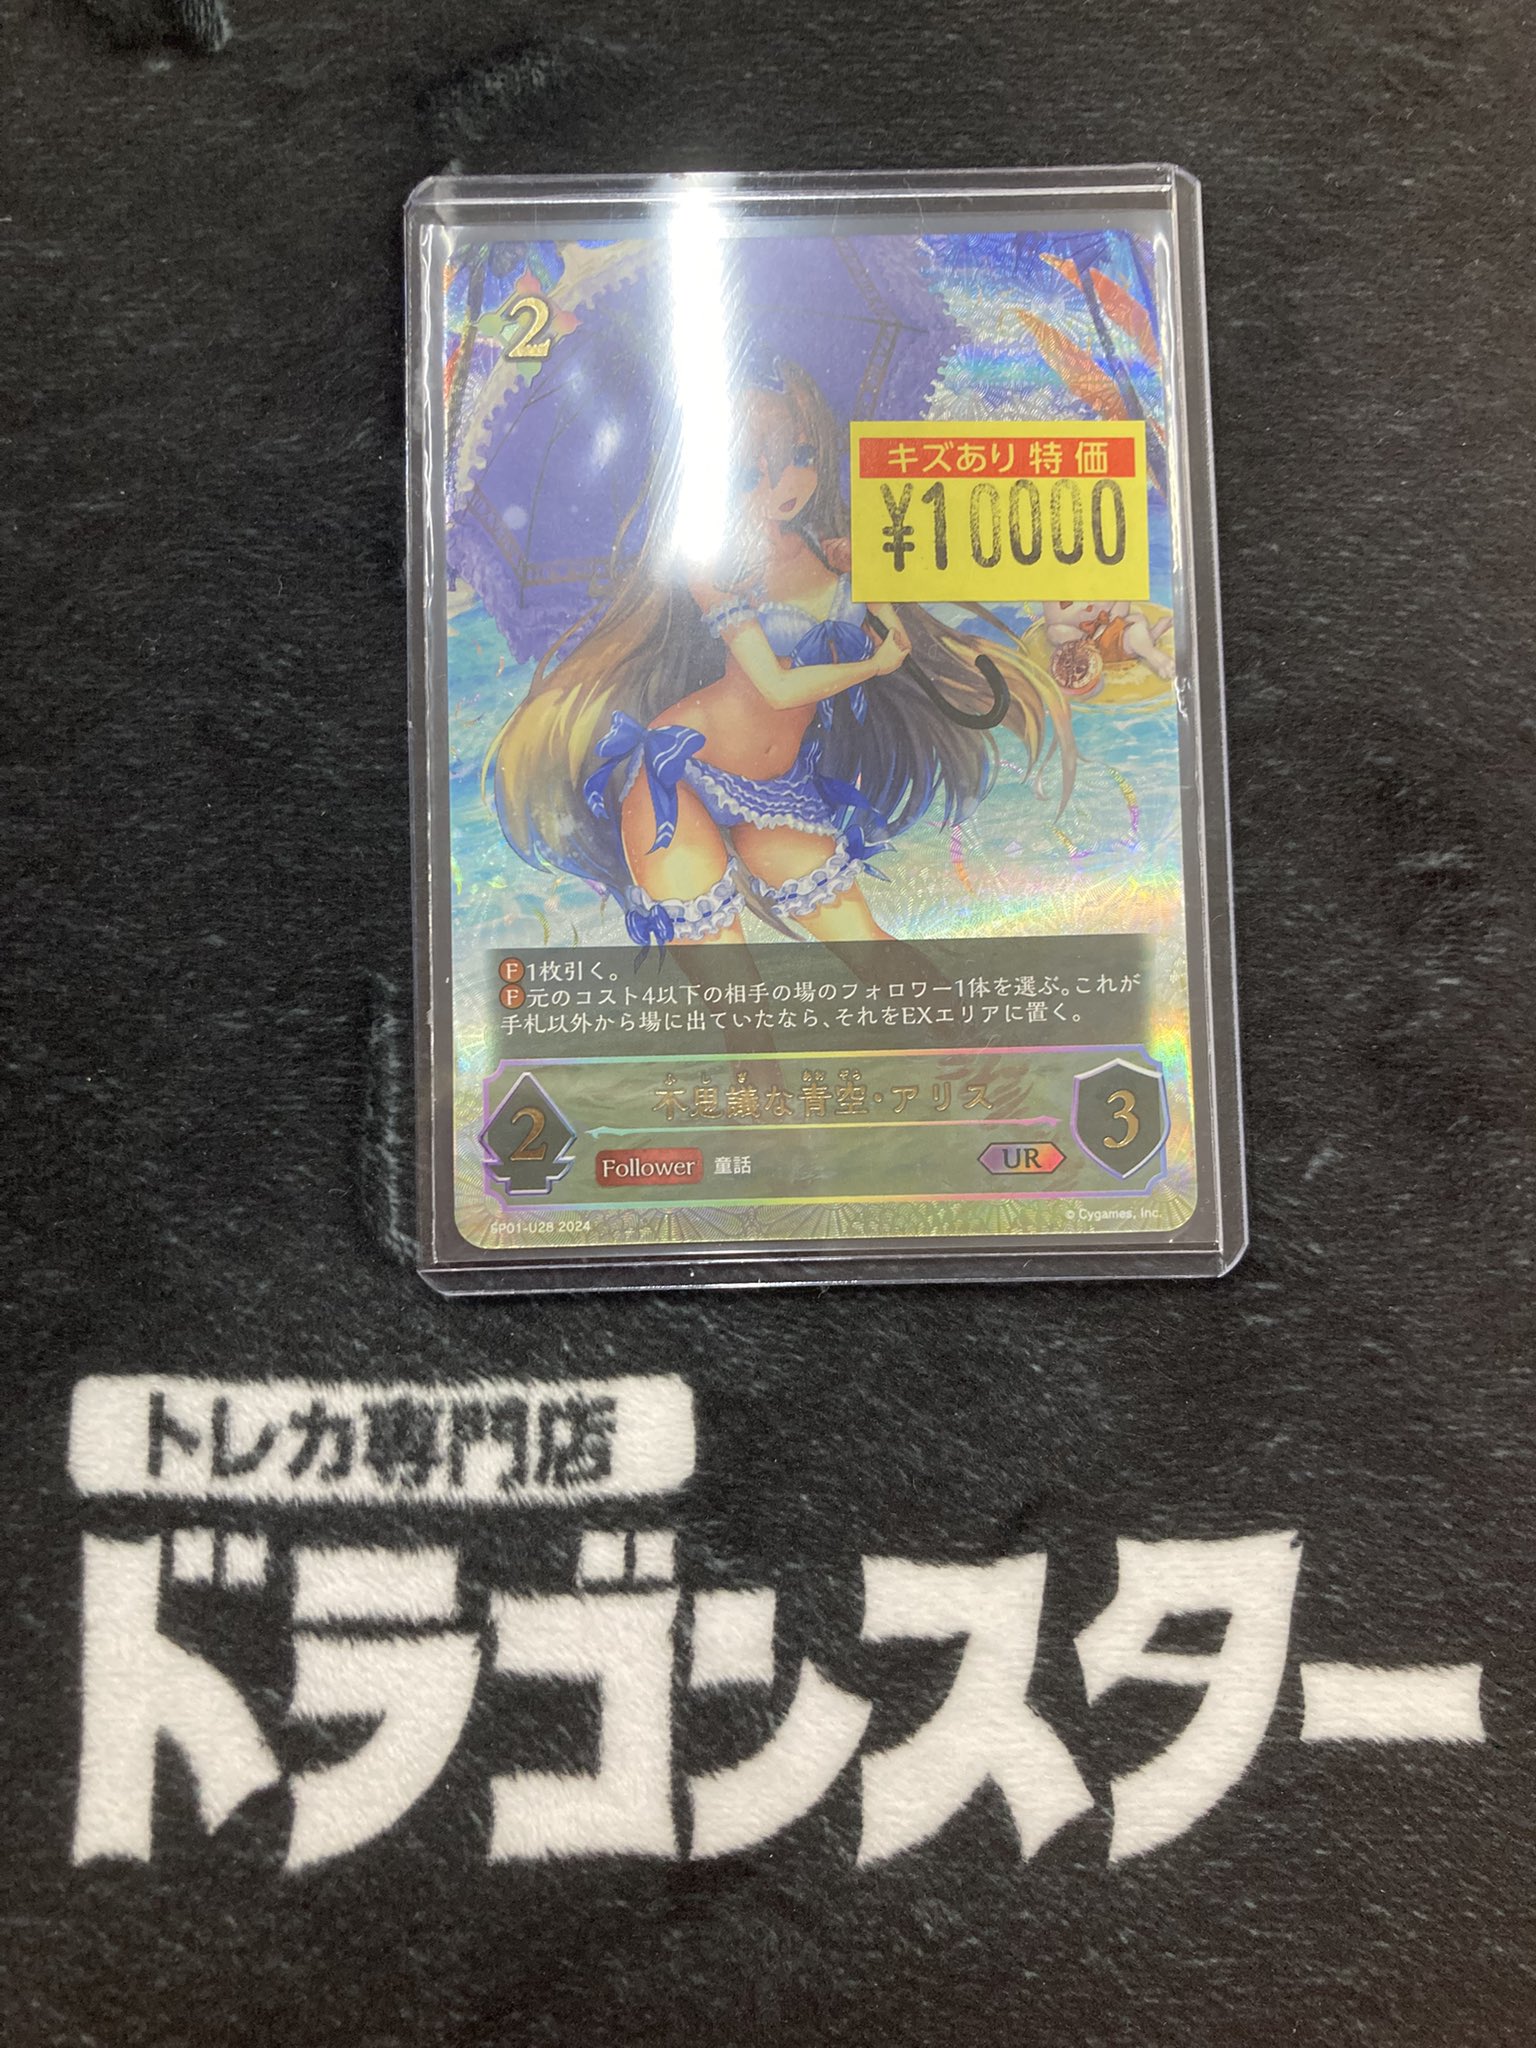 2
キズあり 特価
¥10000
F 1枚引く。
F 元のコスト4以下の相手の場のフォロワー1体を選ぶ。これが
手札以外から場に出ていたなら、それをEXエリアに置く。
ふしぎ あおぞら
不思議な青空・アリス
2
3
Follower 童話
UR
SP01-U28 2024
© Cygames, Inc.
トレカ専門店
ドラゴンスター